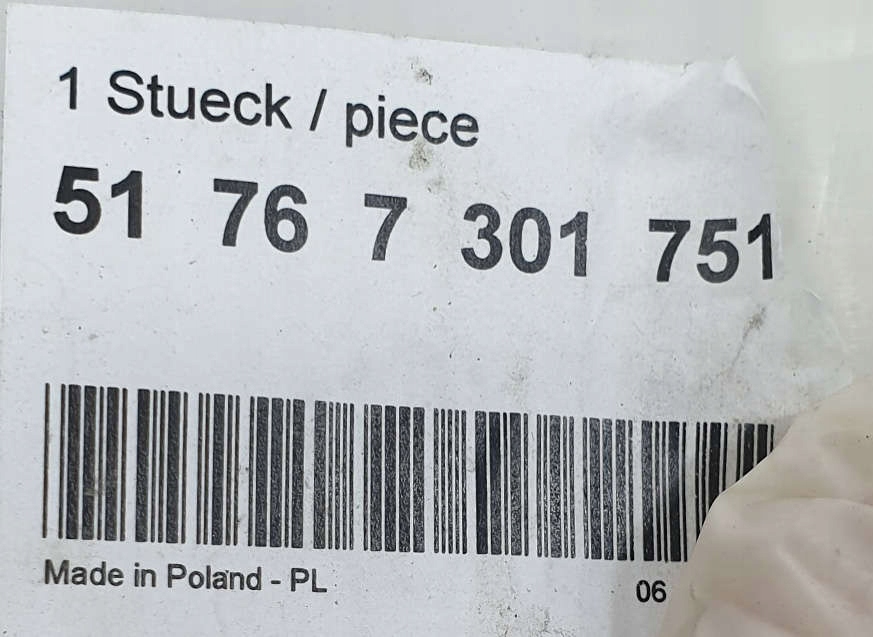 1 Stueck / piece
51 76 7 301 751
Made in Poland - PL 06